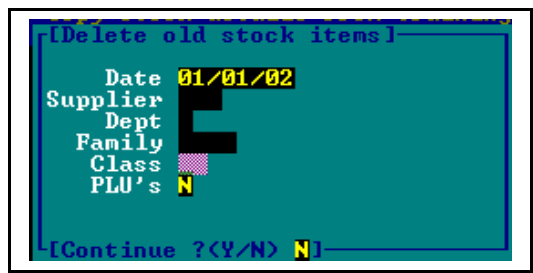 [Delete old stock items]
Date 01/01/02
Supplier
Dept
Family
Class
PLU's N
[Continue ?(Y/N) N]